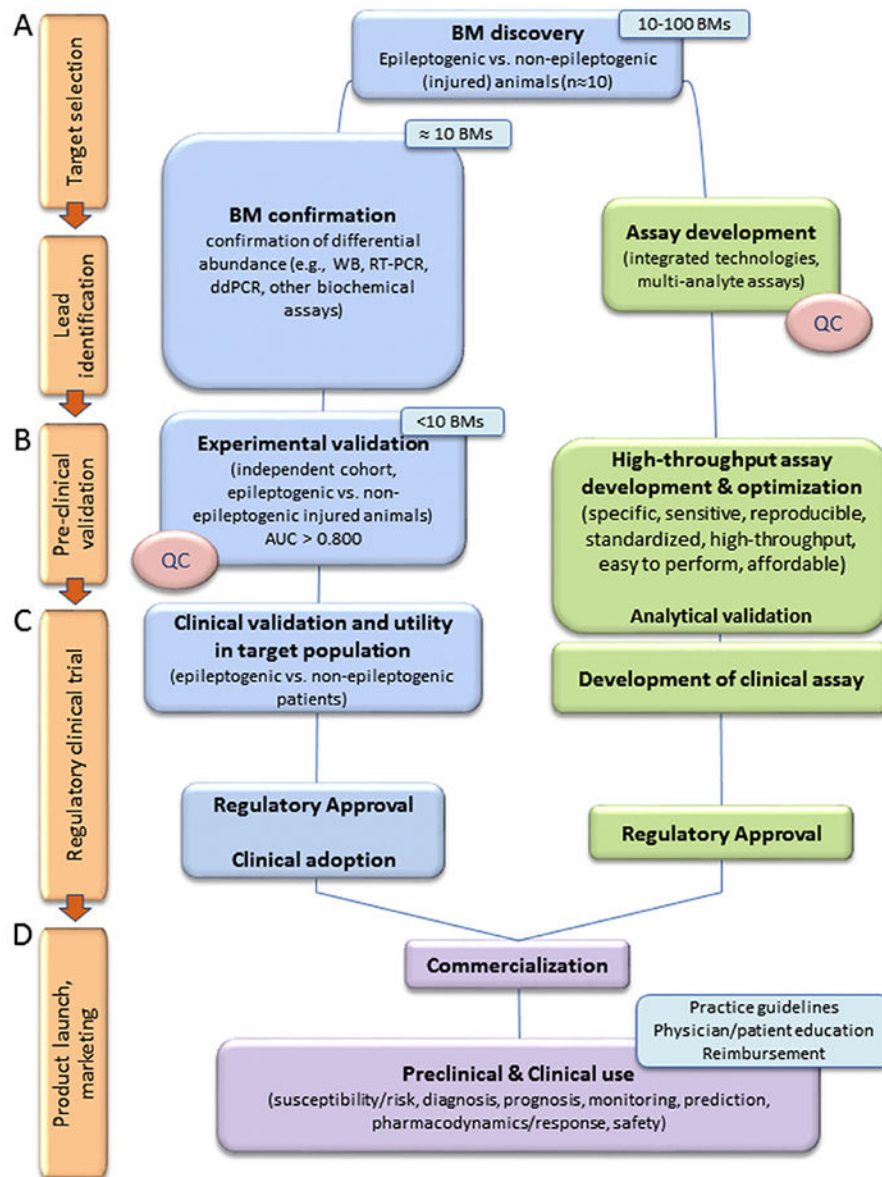 A
Target selection
Lead
identification
B
Pre-clinical
validation
C
Regulatory clinical trial
D
Product launch,
marketing
10-100 BMs
BM discovery
Epileptogenic vs. non-epileptogenic
(injured) animals (n≈10)
≈ 10 BMs
BM confirmation
confirmation of differential
abundance (e.g., WB, RT-PCR,
ddPCR, other biochemical
assays)
Assay development
(integrated technologies,
multi-analyte assays)
QC
<10 BMs
Experimental validation
(independent cohort,
epileptogenic vs. non-
epileptogenic injured animals)
AUC > 0.800
QC
High-throughput assay
development & optimization
(specific, sensitive, reproducible,
standardized, high-throughput,
easy to perform, affordable)
Analytical validation
Clinical validation and utility
in target population
(epileptogenic vs. non-epileptogenic
patients)
Development of clinical assay
Regulatory Approval
Clinical adoption
Regulatory Approval
Commercialization
Practice guidelines
Physician/patient education
Reimbursement
Preclinical & Clinical use
(susceptibility/risk, diagnosis, prognosis, monitoring, prediction,
pharmacodynamics/response, safety)